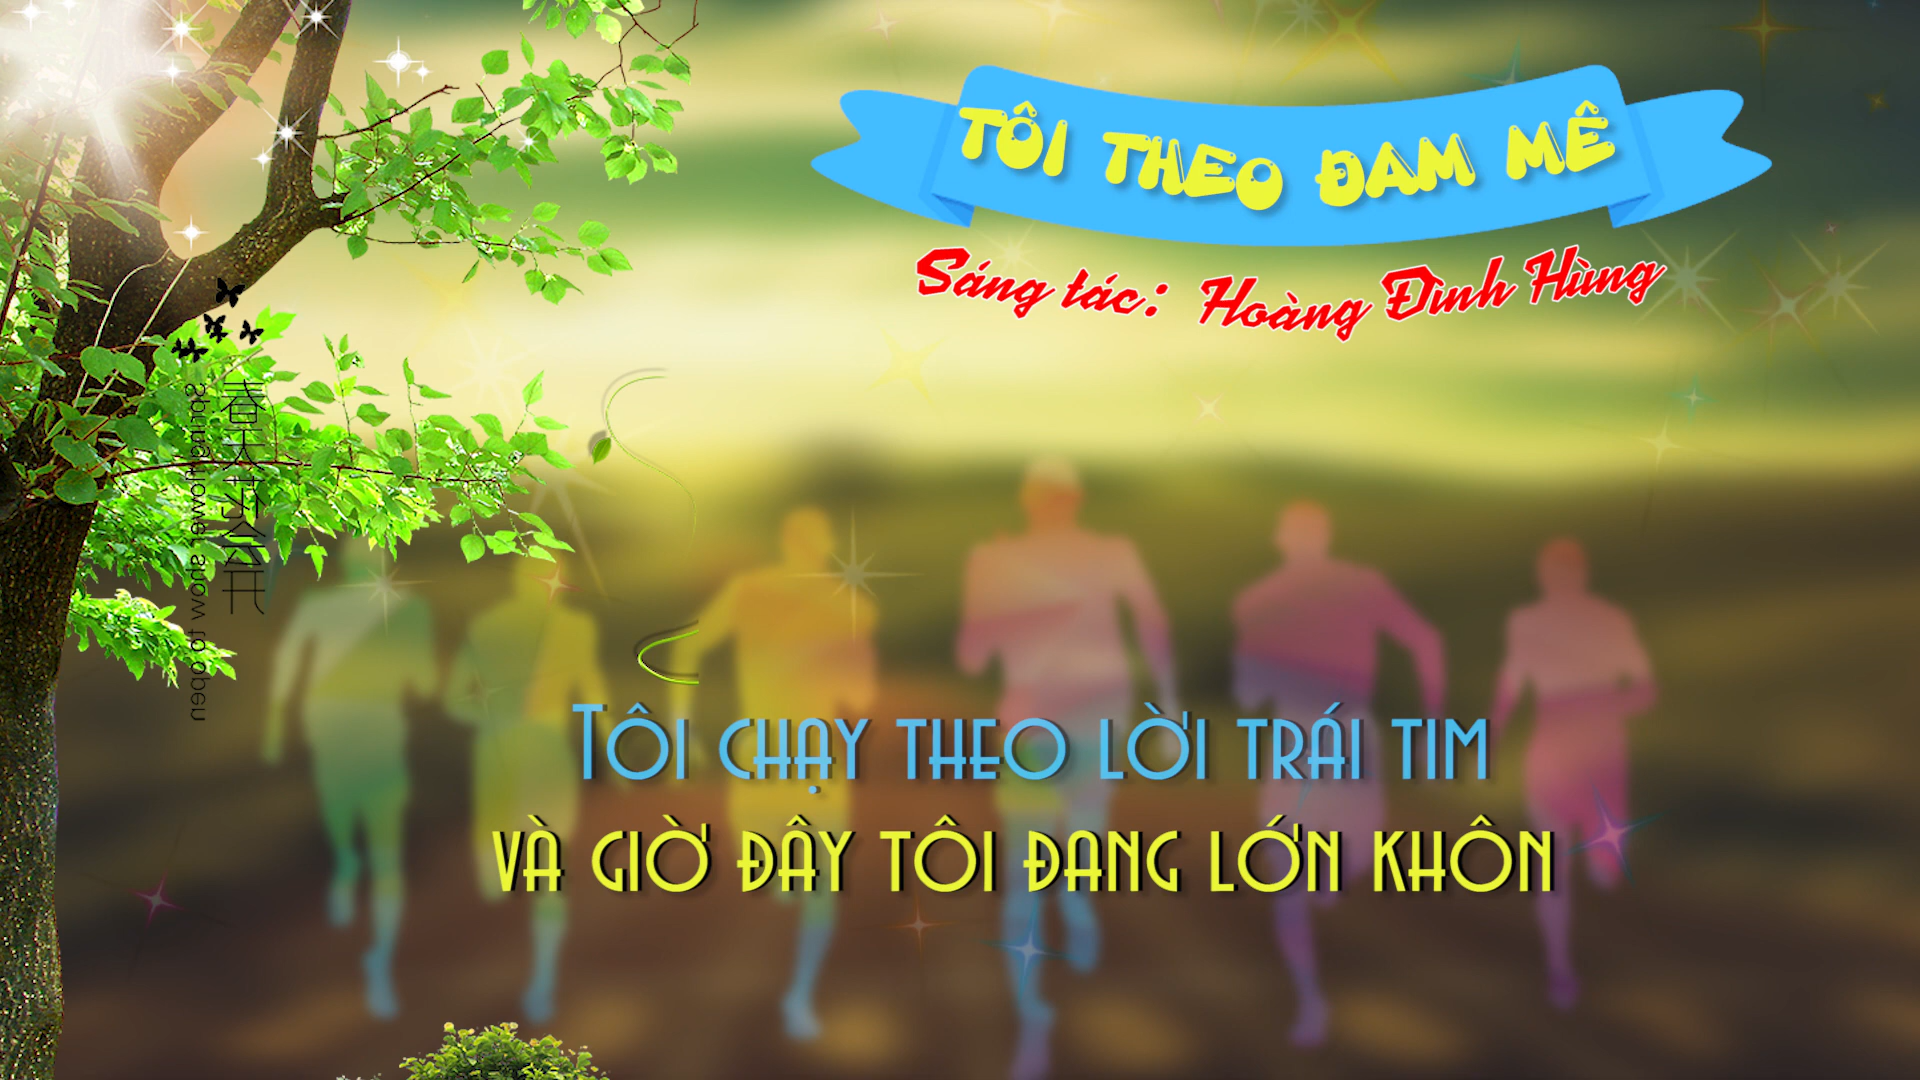 TÔI THEO ĐAM MÊ
Sáng tác: Hoàng Đình Hùng
TÔI CHẠY THEO LỜI TRÁI TIM
VÀ GIỜ ĐÂY TÔI ĐANG LỚN KHÔN